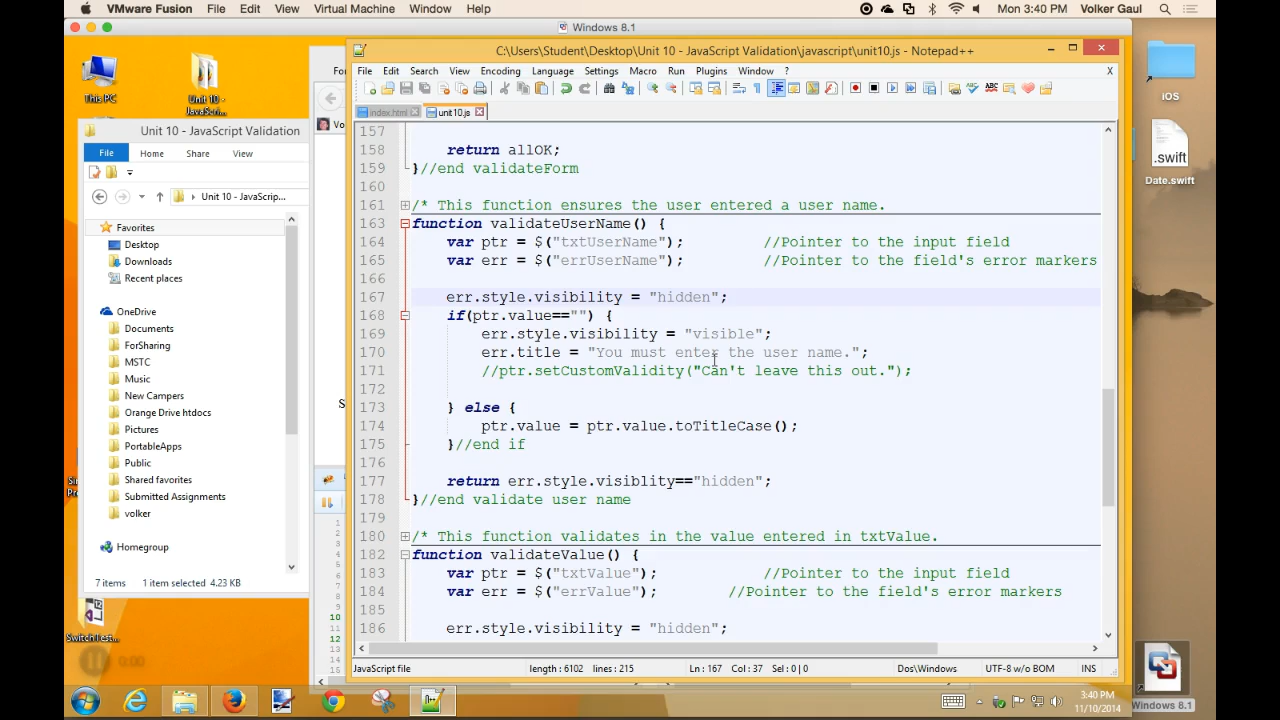 VMware Fusion File Edit View Virtual Machine Window Help Mon 3:40 PM Volker Gaul
Windows 8.1
C:\Users\Student\Desktop\Unit 10 - JavaScript Validation\javascript\unit10.js - Notepad++
File Edit Search View Encoding Language Settings Macro Run Plugins Window ? X
index.html unit10.js
157
158 return allOK;
159 }//end validateForm
160
161 /* This function ensures the user entered a user name.
163 function validateUserName() {
164 var ptr = $("txtUserName"); //Pointer to the input field
165 var err = $("errUserName"); //Pointer to the field's error markers
166
167 err.style.visibility = "hidden";
168 if(ptr.value=="") {
169 err.style.visibility = "visible";
170 err.title = "You must enter the user name.";
171 //ptr.setCustomValidity("Can't leave this out.");
172
173 } else {
174 ptr.value = ptr.value.toTitleCase();
175 }//end if
176
177 return err.style.visiblity=="hidden";
178 }//end validate user name
179
180 /* This function validates in the value entered in txtValue.
182 function validateValue() {
183 var ptr = $("txtValue"); //Pointer to the input field
184 var err = $("errValue"); //Pointer to the field's error markers
185
186 err.style.visibility = "hidden";
JavaScript file length : 6102 lines : 215 Ln : 167 Col : 37 Sel : 0 | 0 Dos\Windows UTF-8 w/o BOM INS
This PC
Unit 10 -
JavaScri...
Unit 10 - JavaScript Validation
File Home Share View
Unit 10 - JavaScrip...
Favorites
Desktop
Downloads
Recent places
OneDrive
Documents
ForSharing
MSTC
Music
New Campers
Orange Drive htdocs
Pictures
PortableApps
Public
Shared favorites
Submitted Assignments
volker
Homegroup
7 items 1 item selected 4.23 KB
SwitchTest...
0:00
iOS
.swift
Date.swift
Windows 8.1
3:40 PM
11/10/2014